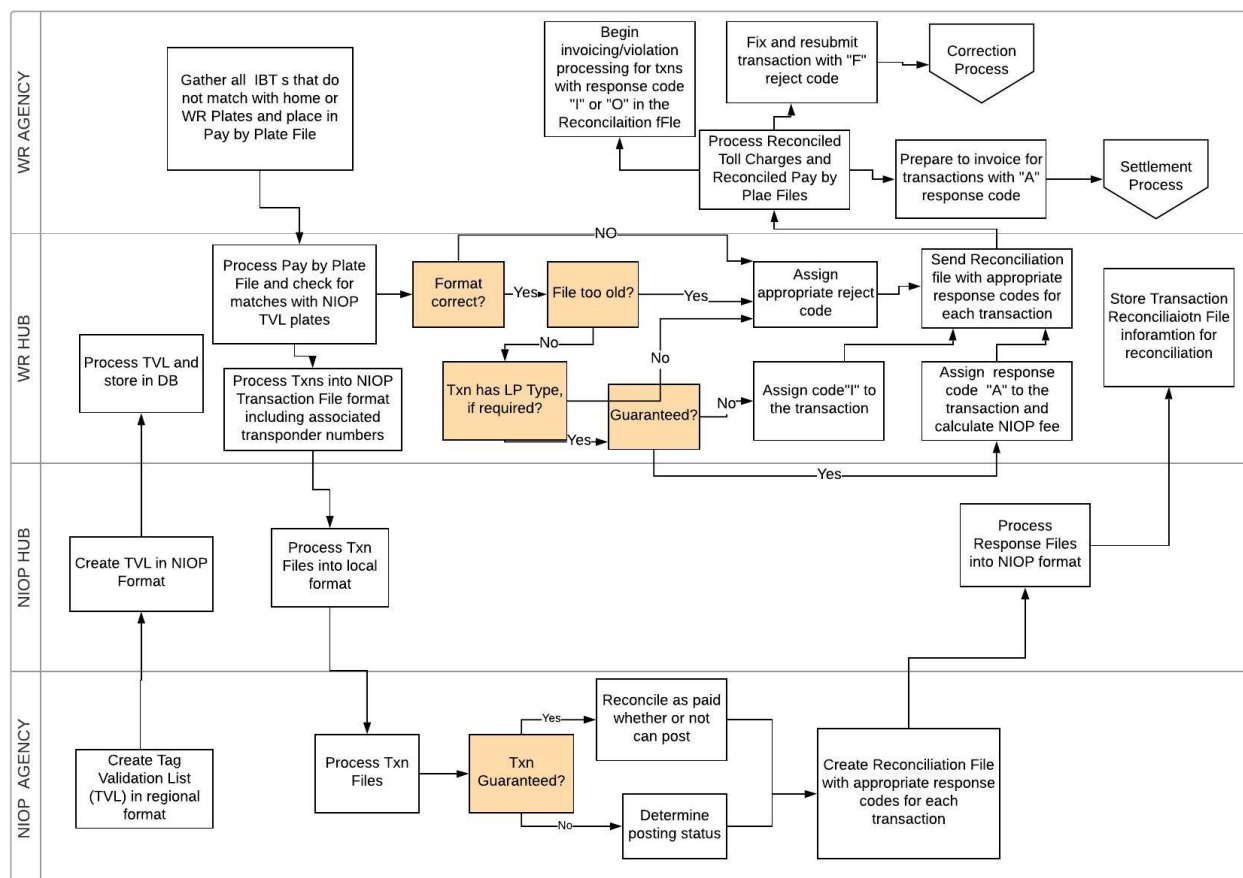 WR AGENCY
Gather all IBT s that do
not match with home or
WR Plates and place in
Pay by Plate File
Begin
invoicing/violation
processing for txns
with response code
"I" or "O" in the
Reconcilaition fFle
Fix and resubmit
transaction with "F"
reject code
Correction
Process
Process Reconciled
Toll Charges and
Reconciled Pay by
Plae Files
Prepare to invoice for
transactions with "A"
response code
Settlement
Process
WR HUB
Process TVL and
store in DB
Process Pay by Plate
File and check for
matches with NIOP
TVL plates
Process Txns into NIOP
Transaction File format
including associated
transponder numbers
Format
correct?
NO
Yes
File too old?
Yes
No
Txn has LP Type,
if required?
No
Yes
Guaranteed?
No
Yes
Assign
appropriate reject
code
Assign code"I" to
the transaction
Send Reconciliation
file with appropriate
response codes for
each transaction
Assign response
code "A" to the
transaction and
calculate NIOP fee
Store Transaction
Reconciliaiotn File
inforamtion for
reconciliation
NIOP HUB
Create TVL in NIOP
Format
Process Txn
Files into local
format
Process
Response Files
into NIOP format
NIOP AGENCY
Create Tag
Validation List
(TVL) in regional
format
Process Txn
Files
Txn
Guaranteed?
Yes
No
Reconcile as paid
whether or not
can post
Determine
posting status
Create Reconciliation File
with appropriate response
codes for each
transaction